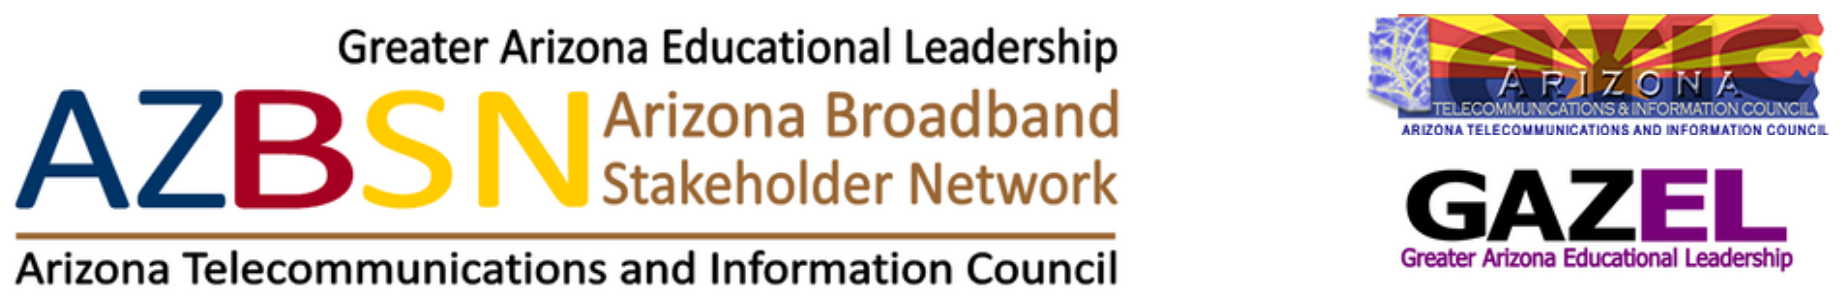 Greater Arizona Educational Leadership
AZBSN
Arizona Broadband
Stakeholder Network
Arizona Telecommunications and Information Council
ATIC
ARIZONA
TELECOMMUNICATIONS & INFORMATION COUNCIL
ARIZONA TELECOMMUNICATIONS AND INFORMATION COUNCIL
GAZEL
Greater Arizona Educational Leadership